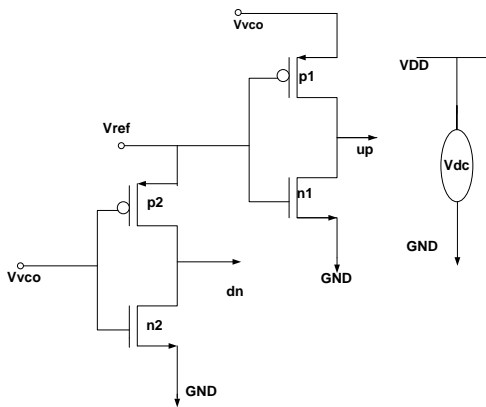 Vvco
p1
VDD
Vref
up
Vdc
p2
n1
GND
Vvco
GND
dn
n2
GND